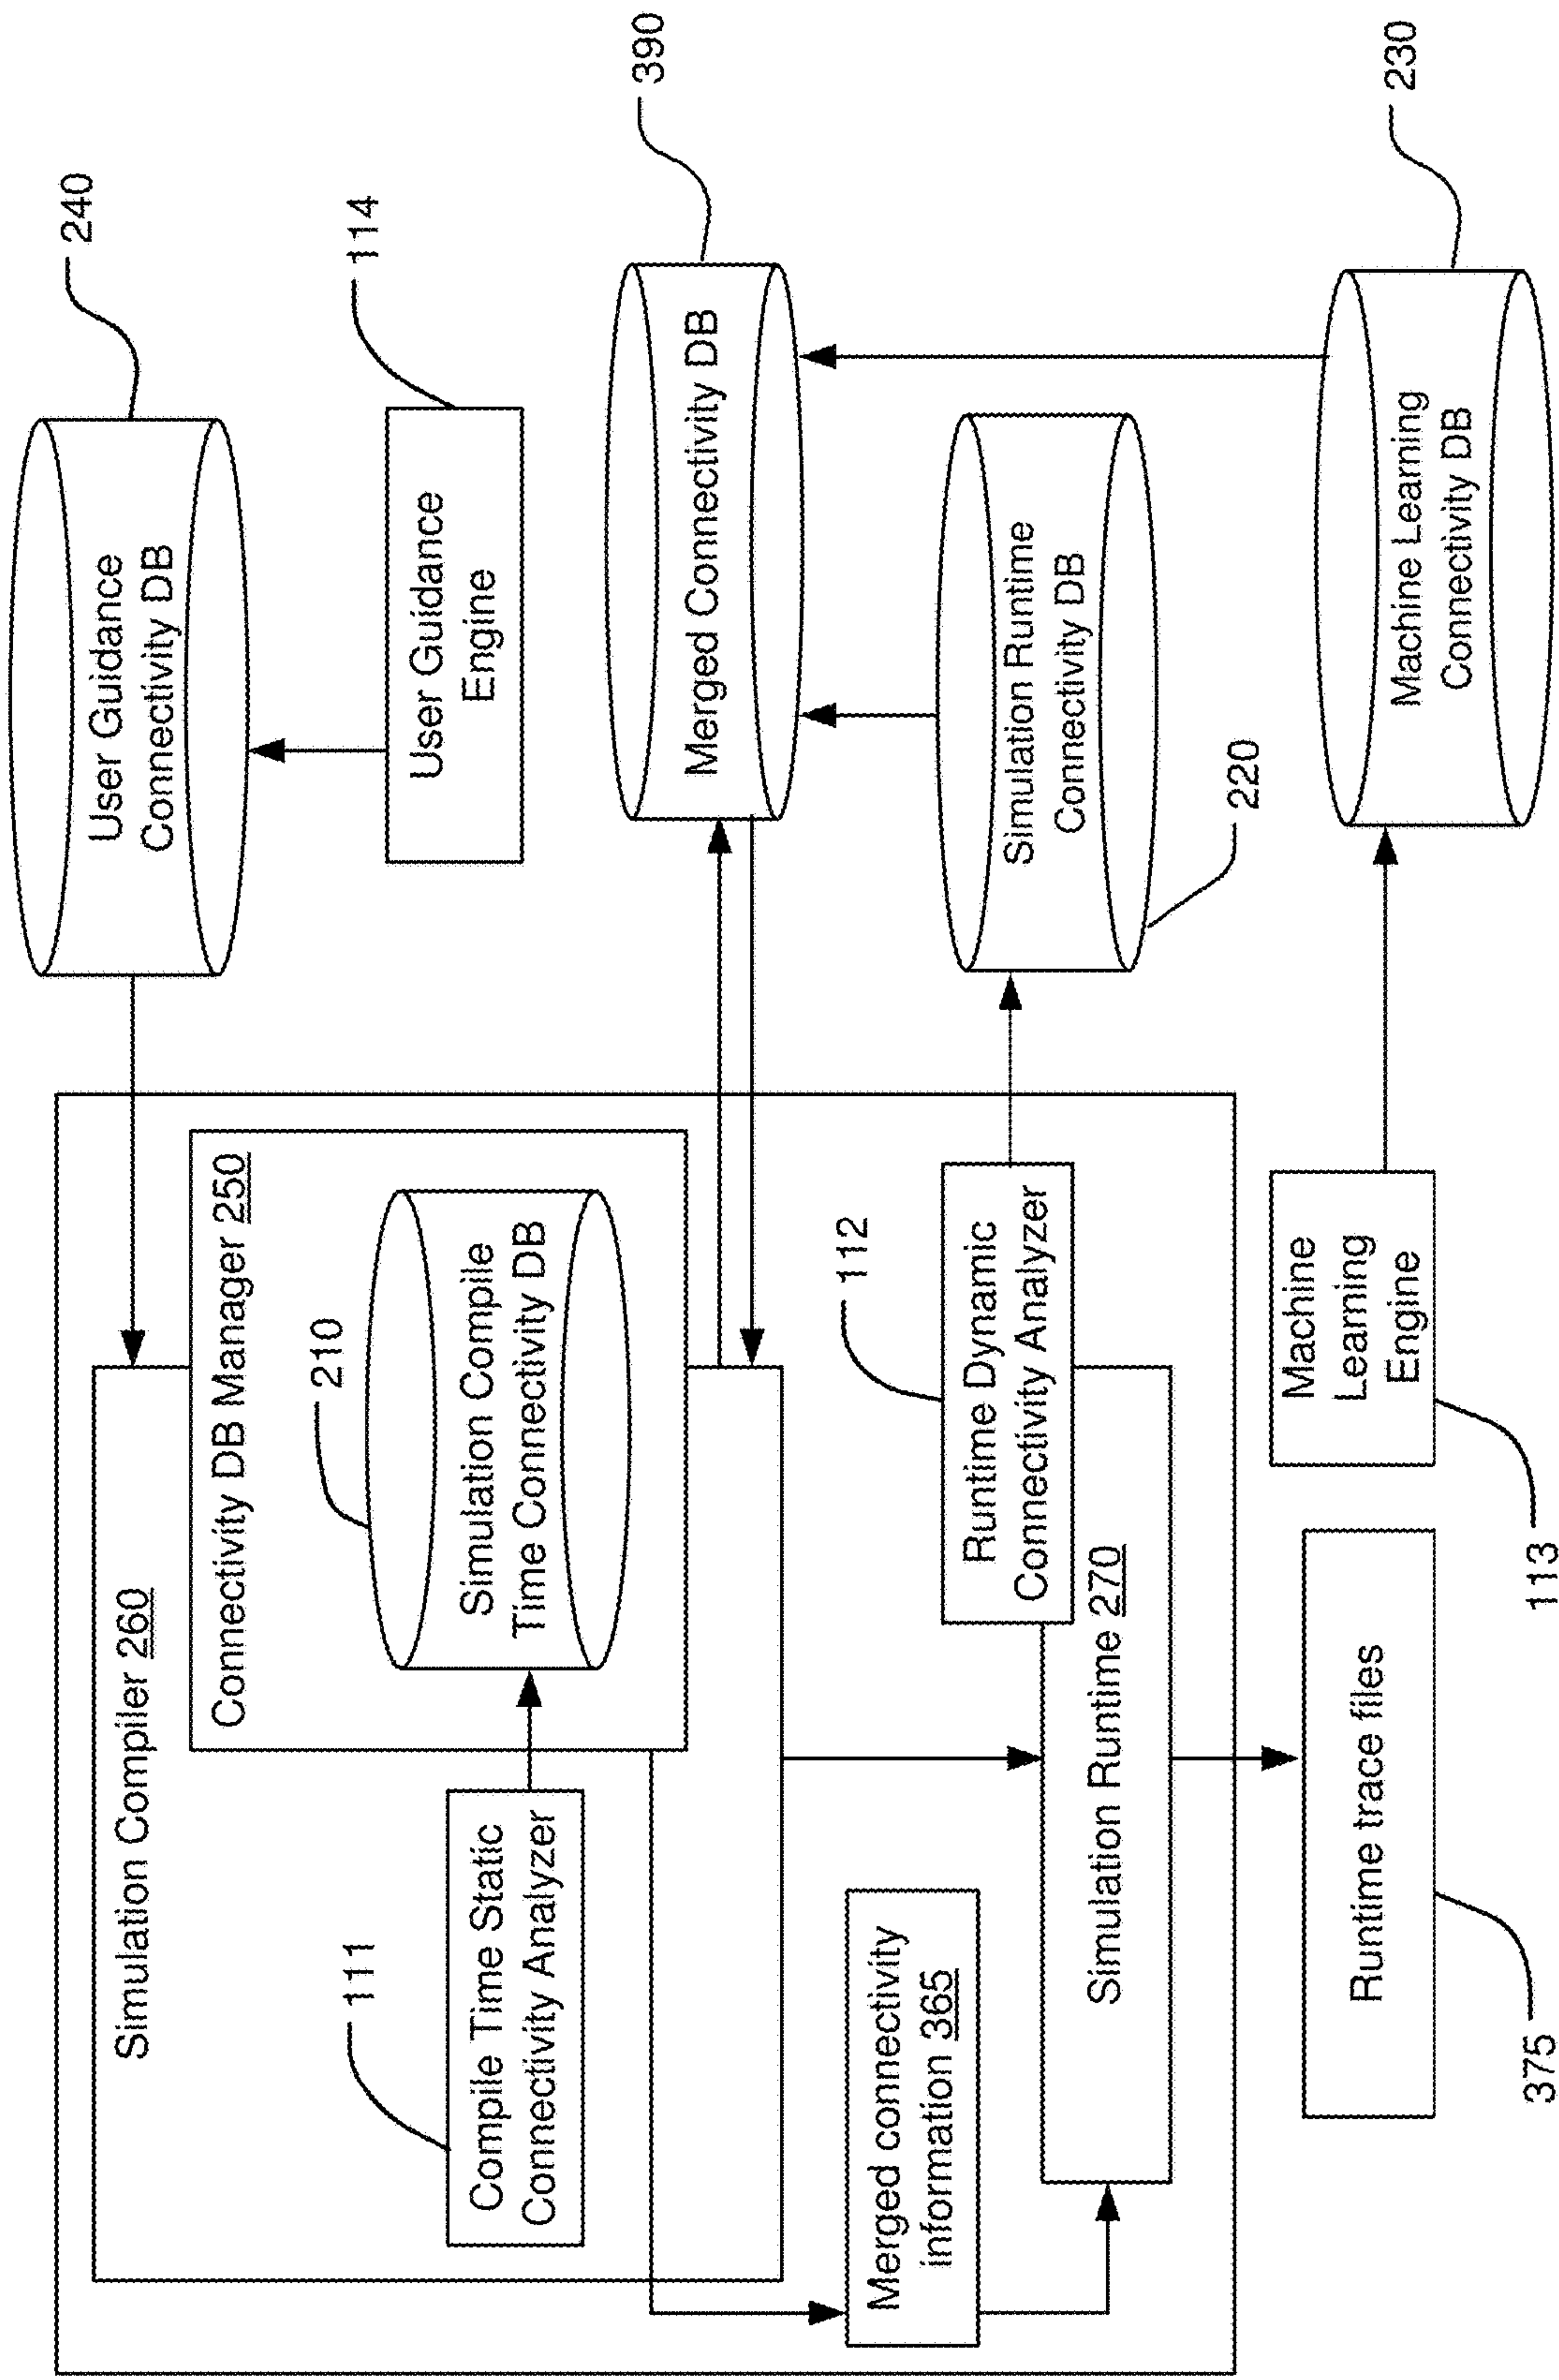 Simulation Compiler 260
Connectivity DB Manager 250
210
Simulation Compile
Time Connectivity DB
111
Compile Time Static
Connectivity Analyzer
Merged connectivity
information 365
112
Runtime Dynamic
Connectivity Analyzer
Simulation Runtime 270
Runtime trace files
375
Machine
Learning
Engine
113
240
User Guidance
Connectivity DB
114
User Guidance
Engine
390
Merged Connectivity DB
Simulation Runtime
Connectivity DB
220
230
Machine Learning
Connectivity DB